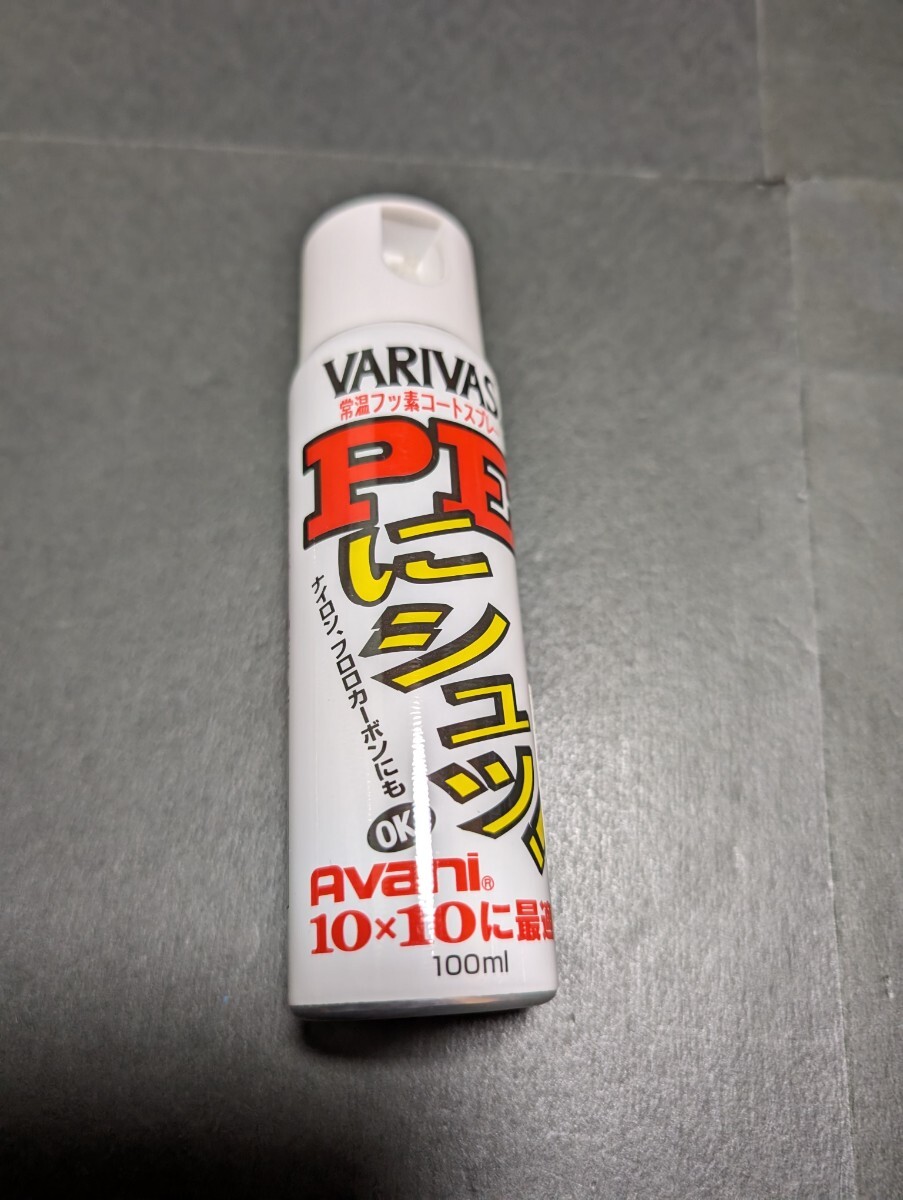 VARIVAS
常温フッ素コートスプレー
PE
にシュッ!
ナイロン、フロロカーボンにも
OK
Avani®
10×10に最適
100ml